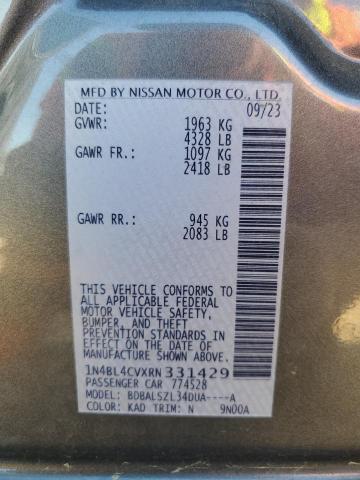 MFD BY NISSAN MOTOR CO., LTD.
DATE: 09/23
GVWR: 1963 KG
4328 LB
GAWR FR.: 1097 KG
2418 LB
GAWR RR.: 945 KG
2083 LB
THIS VEHICLE CONFORMS TO
ALL APPLICABLE FEDERAL
MOTOR VEHICLE SAFETY,
BUMPER, AND THEFT
PREVENTION STANDARDS IN
EFFECT ON THE DATE OF
MANUFACTURE SHOWN ABOVE.
1N4BL4CVXRN331429
PASSENGER CAR 774528
MODEL: BDBALSZL34DUA----A
COLOR: KAD TRIM: N 9N00A